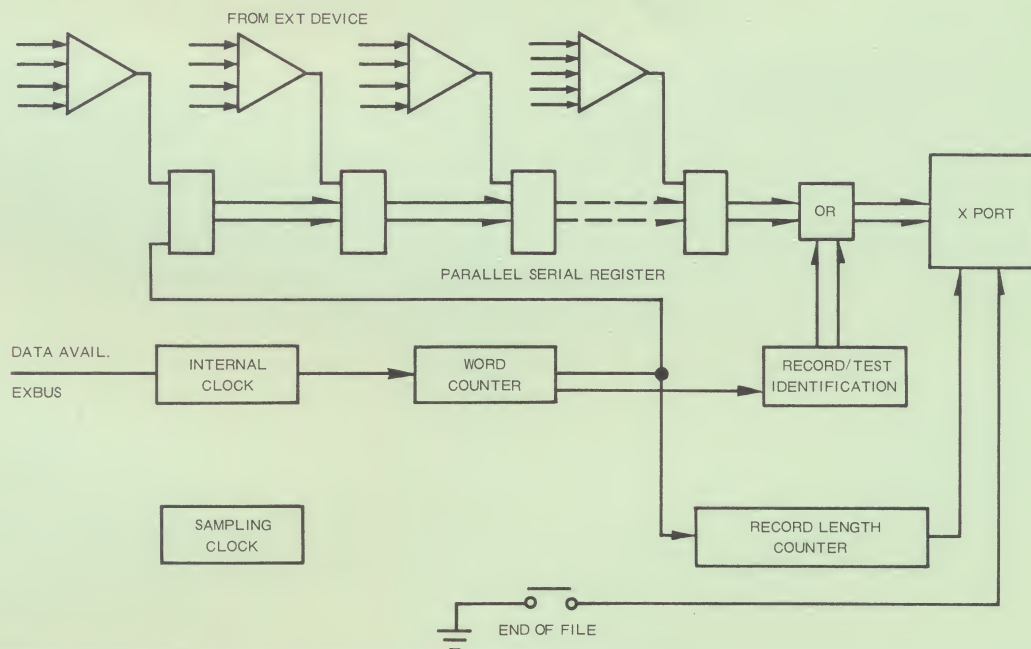 FROM EXT DEVICE
OR
X PORT
PARALLEL SERIAL REGISTER
DATA AVAIL.
EXBUS
INTERNAL
CLOCK
WORD
COUNTER
RECORD/TEST
IDENTIFICATION
SAMPLING
CLOCK
RECORD LENGTH
COUNTER
END OF FILE